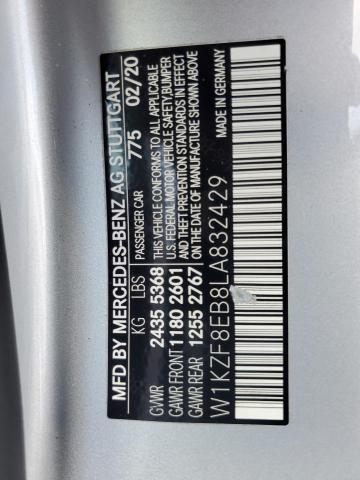 MFD BY MERCEDES-BENZ AG STUTTGART
KG LBS PASSENGER CAR 775 02/20
GVWR 2435 5368 THIS VEHICLE CONFORMS TO ALL APPLICABLE
U.S. FEDERAL MOTOR VEHICLE SAFETY, BUMPER
GAWR FRONT 1180 2601 AND THEFT PREVENTION STANDARDS IN EFFECT
GAWR REAR 1255 2767 ON THE DATE OF MANUFACTURE SHOWN ABOVE
W1KZF8EB8LA832429 MADE IN GERMANY